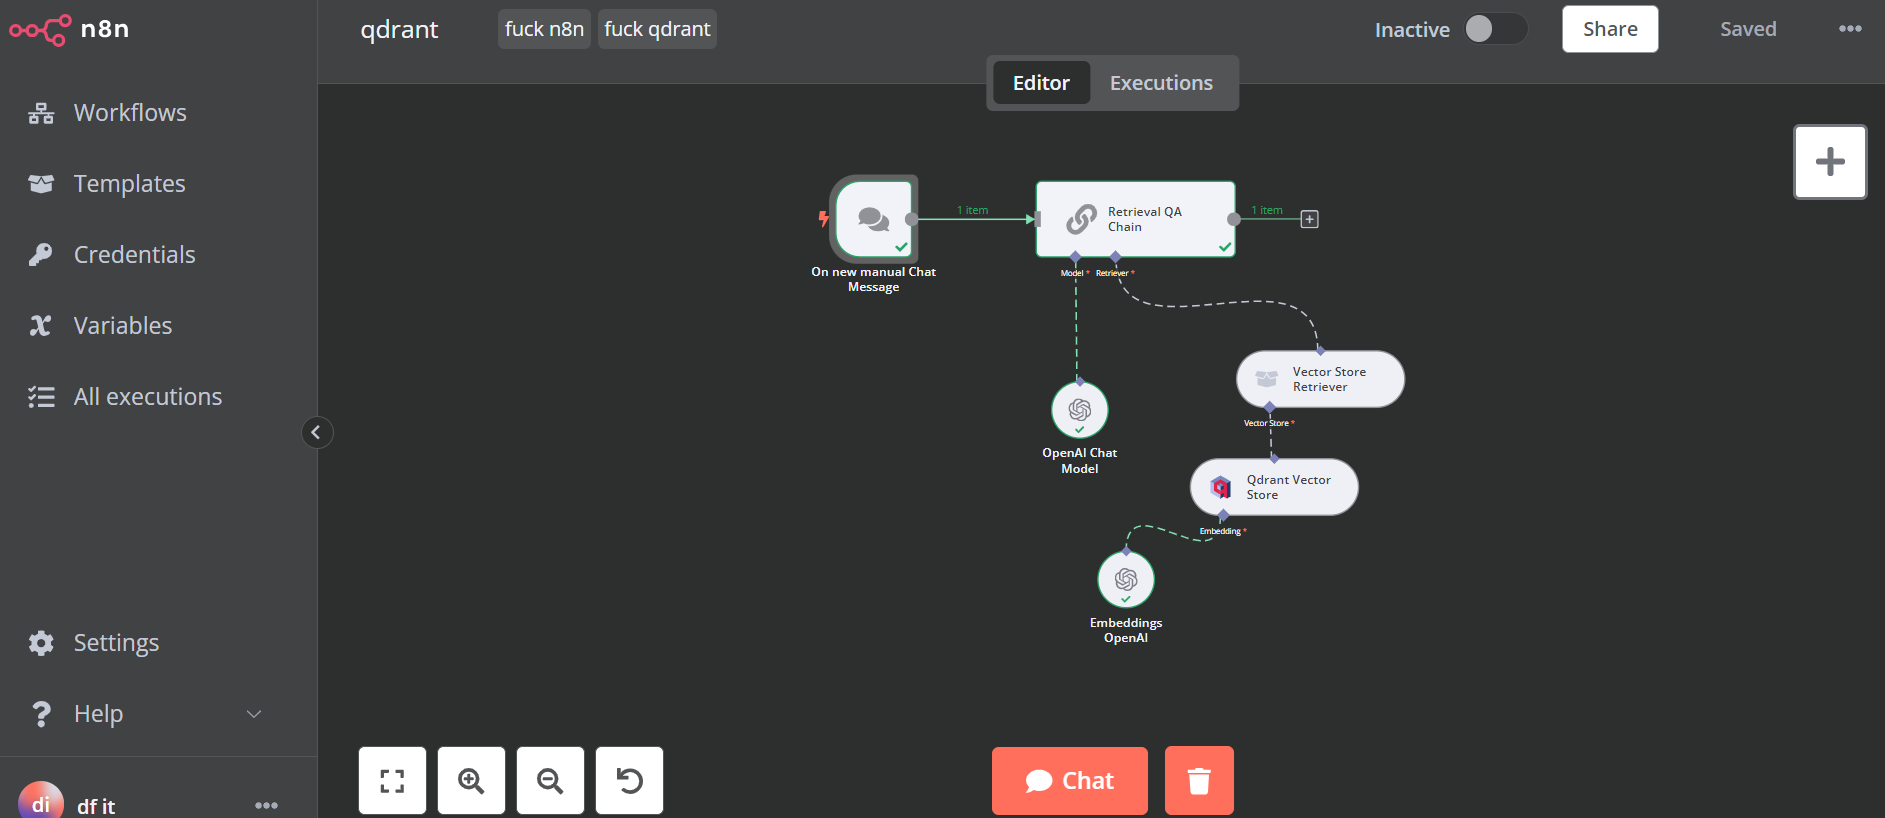 n8n
qdrant
fuck n8n
fuck qdrant
Inactive
Share
Saved
Editor
Executions
Workflows
Templates
Credentials
Variables
All executions
Settings
Help
di
df it
1 item
Retrieval QA
Chain
1 item
On new manual Chat
Message
Model *
Retriever *
Vector Store
Retriever
Vector Store *
OpenAI Chat
Model
Qdrant Vector
Store
Embedding *
Embeddings
OpenAI
Chat